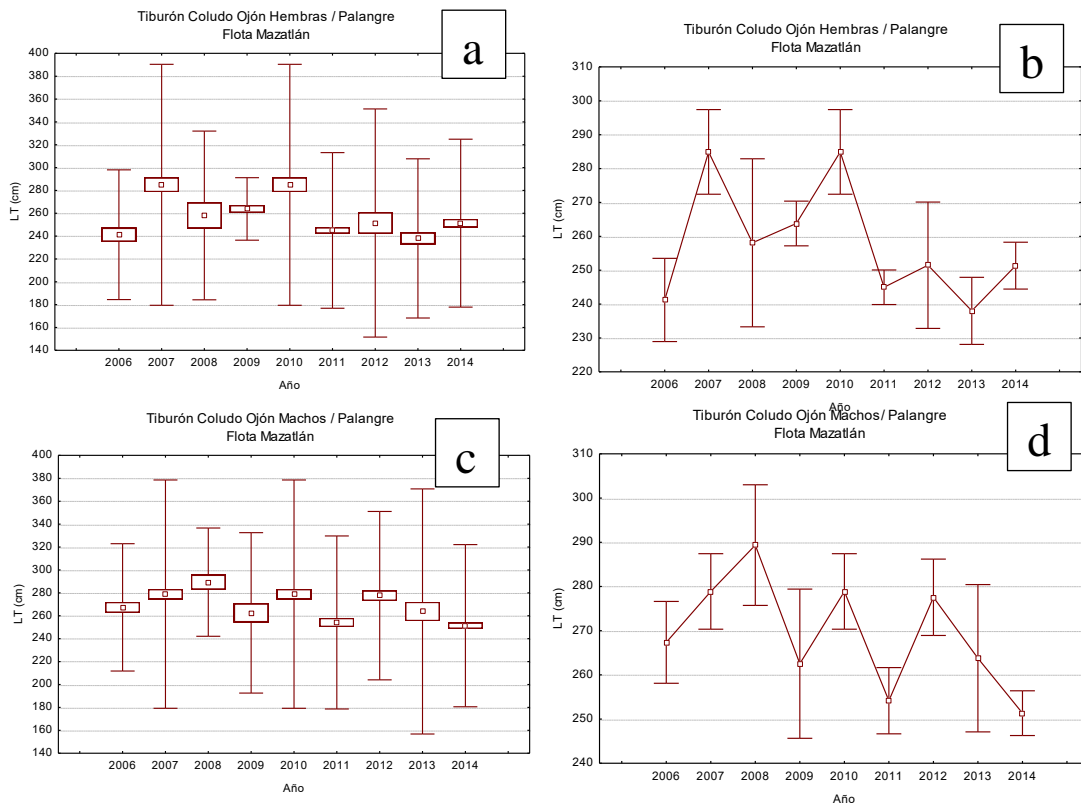 Tiburón Coludo Ojón Hembras / Palangre
Flota Mazatlán
a
400
380
360
340
320
300
280
260
240
220
200
180
160
140
LT (cm)
2006 2007 2008 2009 2010 2011 2012 2013 2014
Año
Tiburón Coludo Ojón Hembras / Palangre
Flota Mazatlán
b
310
300
290
280
270
260
250
240
230
220
LT (cm)
2006 2007 2008 2009 2010 2011 2012 2013 2014
Año
Tiburón Coludo Ojón Machos / Palangre
Flota Mazatlán
c
400
380
360
340
320
300
280
260
240
220
200
180
160
140
LT (cm)
2006 2007 2008 2009 2010 2011 2012 2013 2014
Año
Tiburón Coludo Ojón Machos/ Palangre
Flota Mazatlán
d
310
300
290
280
270
260
250
240
LT (cm)
2006 2007 2008 2009 2010 2011 2012 2013 2014
Año